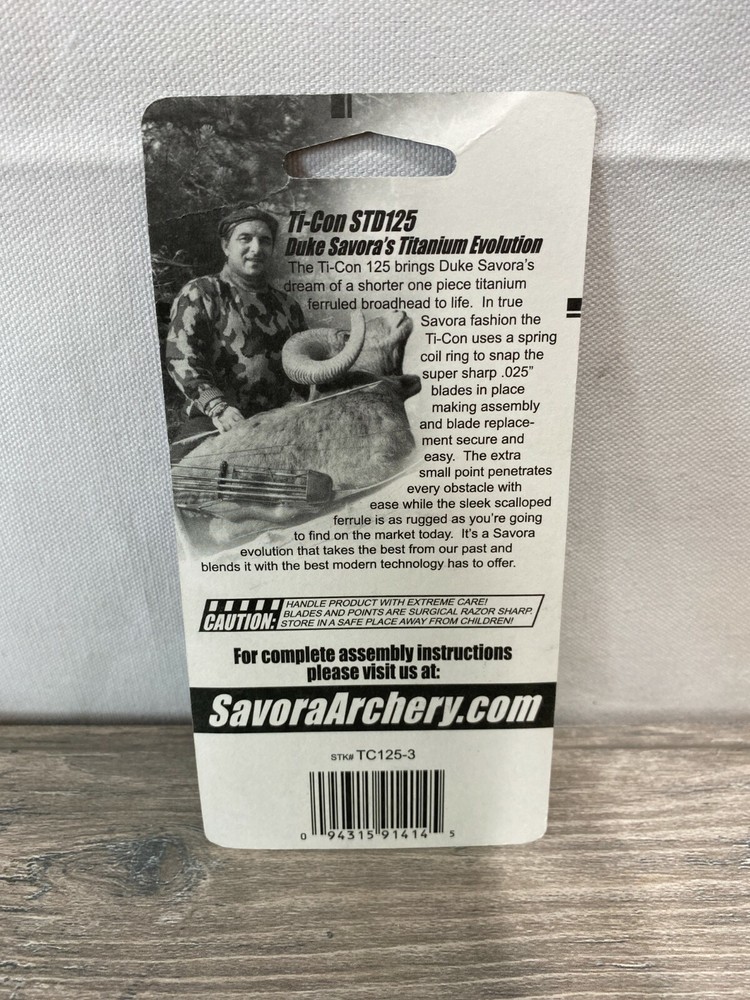 Ti-Con STD125
Duke Savora's Titanium Evolution
The Ti-Con 125 brings Duke Savora's
dream of a shorter one piece titanium
ferruled broadhead to life. In true
Savora fashion the
Ti-Con uses a spring
coil ring to snap the
super sharp .025"
blades in place
making assembly
and blade replace-
ment secure and
easy. The extra
small point penetrates
every obstacle with
ease while the sleek scalloped
ferrule is as rugged as you're going
to find on the market today. It's a Savora
evolution that takes the best from our past and
blends it with the best modern technology has to offer.
CAUTION:
HANDLE PRODUCT WITH EXTREME CARE!
BLADES AND POINTS ARE SURGICAL RAZOR SHARP.
STORE IN A SAFE PLACE AWAY FROM CHILDREN!
For complete assembly instructions
please visit us at:
SavoraArchery.com
STK# TC125-3
0 94315 91414 5